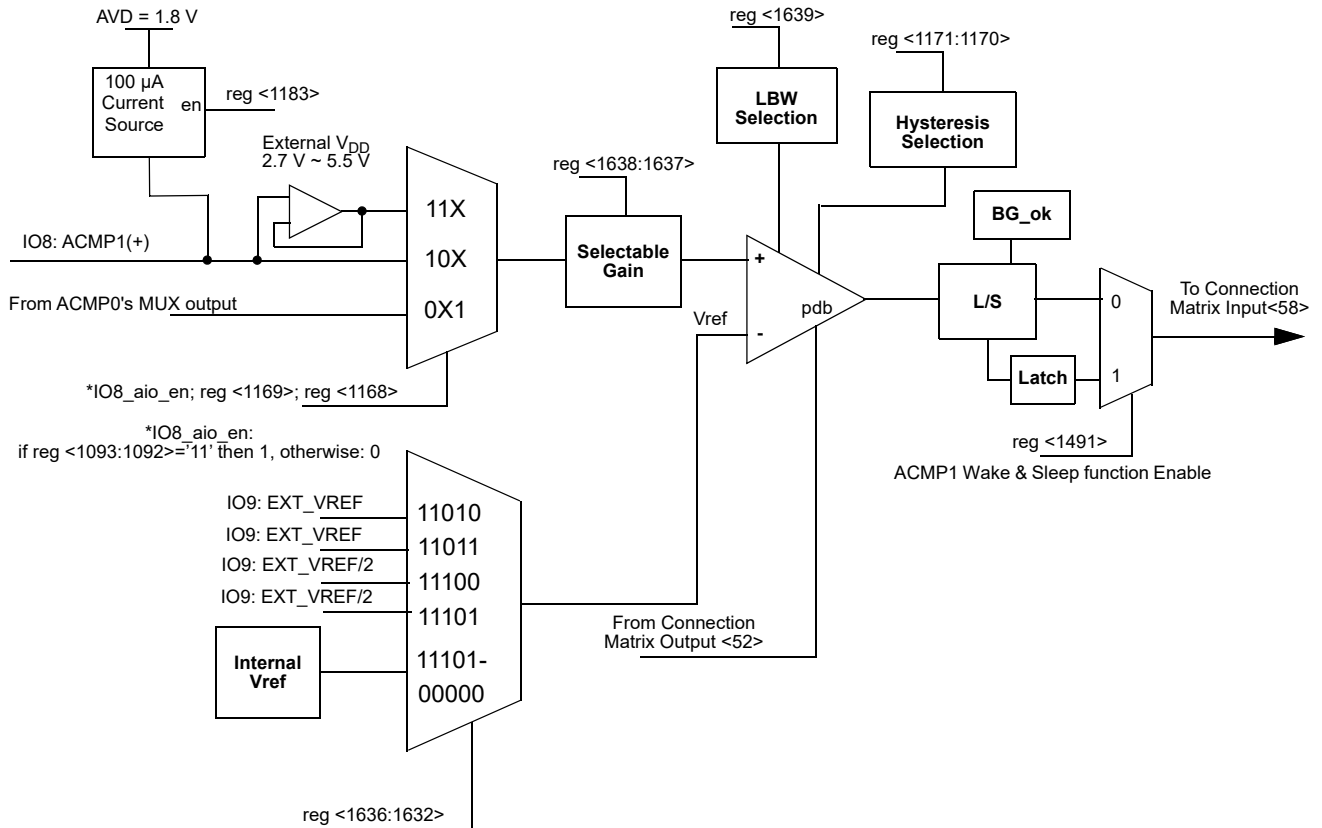 AVD = 1.8 V
reg <1639>
reg <1171:1170>
100 µA
Current
Source
en
reg <1183>
LBW
Selection
Hysteresis
Selection
External VDD
2.7 V ~ 5.5 V
reg <1638:1637>
11X
BG_ok
IO8: ACMP1(+)
10X
Selectable
Gain
+
To Connection
Matrix Input<58>
From ACMP0's MUX output
0X1
Vref
pdb
-
L/S
0
Latch
1
*IO8_aio_en; reg <1169>; reg <1168>
*IO8_aio_en:
if reg <1093:1092>='11' then 1, otherwise: 0
reg <1491>
ACMP1 Wake & Sleep function Enable
IO9: EXT_VREF
11010
IO9: EXT_VREF
11011
IO9: EXT_VREF/2
11100
IO9: EXT_VREF/2
11101
From Connection
Matrix Output <52>
Internal
Vref
11101-
00000
reg <1636:1632>